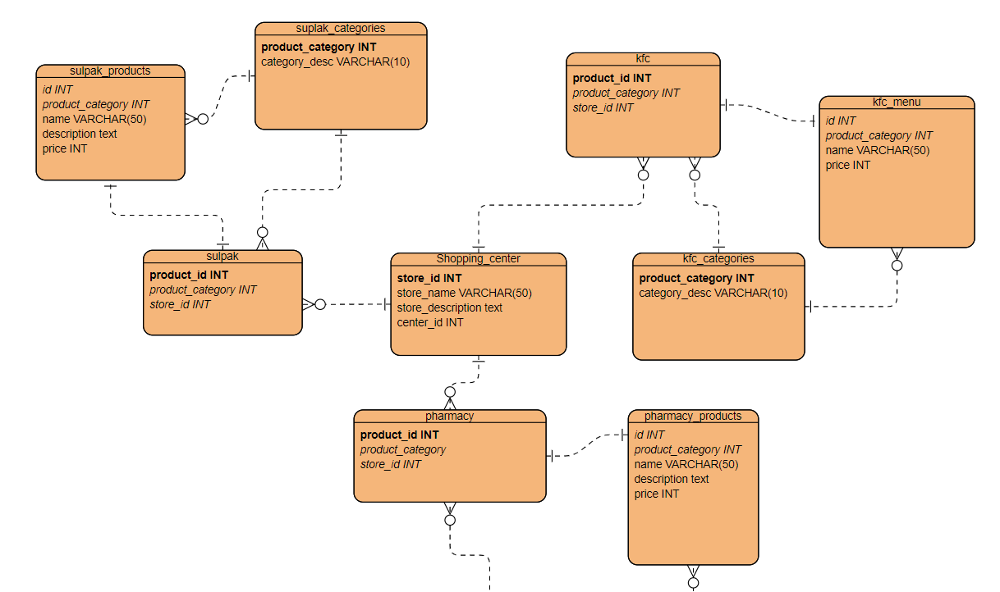 suplak_categories
product_category INT
category_desc VARCHAR(10)
sulpak_products
id INT
product_category INT
name VARCHAR(50)
description text
price INT
kfc
product_id INT
product_category INT
store_id INT
kfc_menu
id INT
product_category INT
name VARCHAR(50)
price INT
sulpak
product_id INT
product_category INT
store_id INT
Shopping_center
store_id INT
store_name VARCHAR(50)
store_description text
center_id INT
kfc_categories
product_category INT
category_desc VARCHAR(10)
pharmacy
product_id INT
product_category
store_id INT
pharmacy_products
id INT
product_category INT
name VARCHAR(50)
description text
price INT